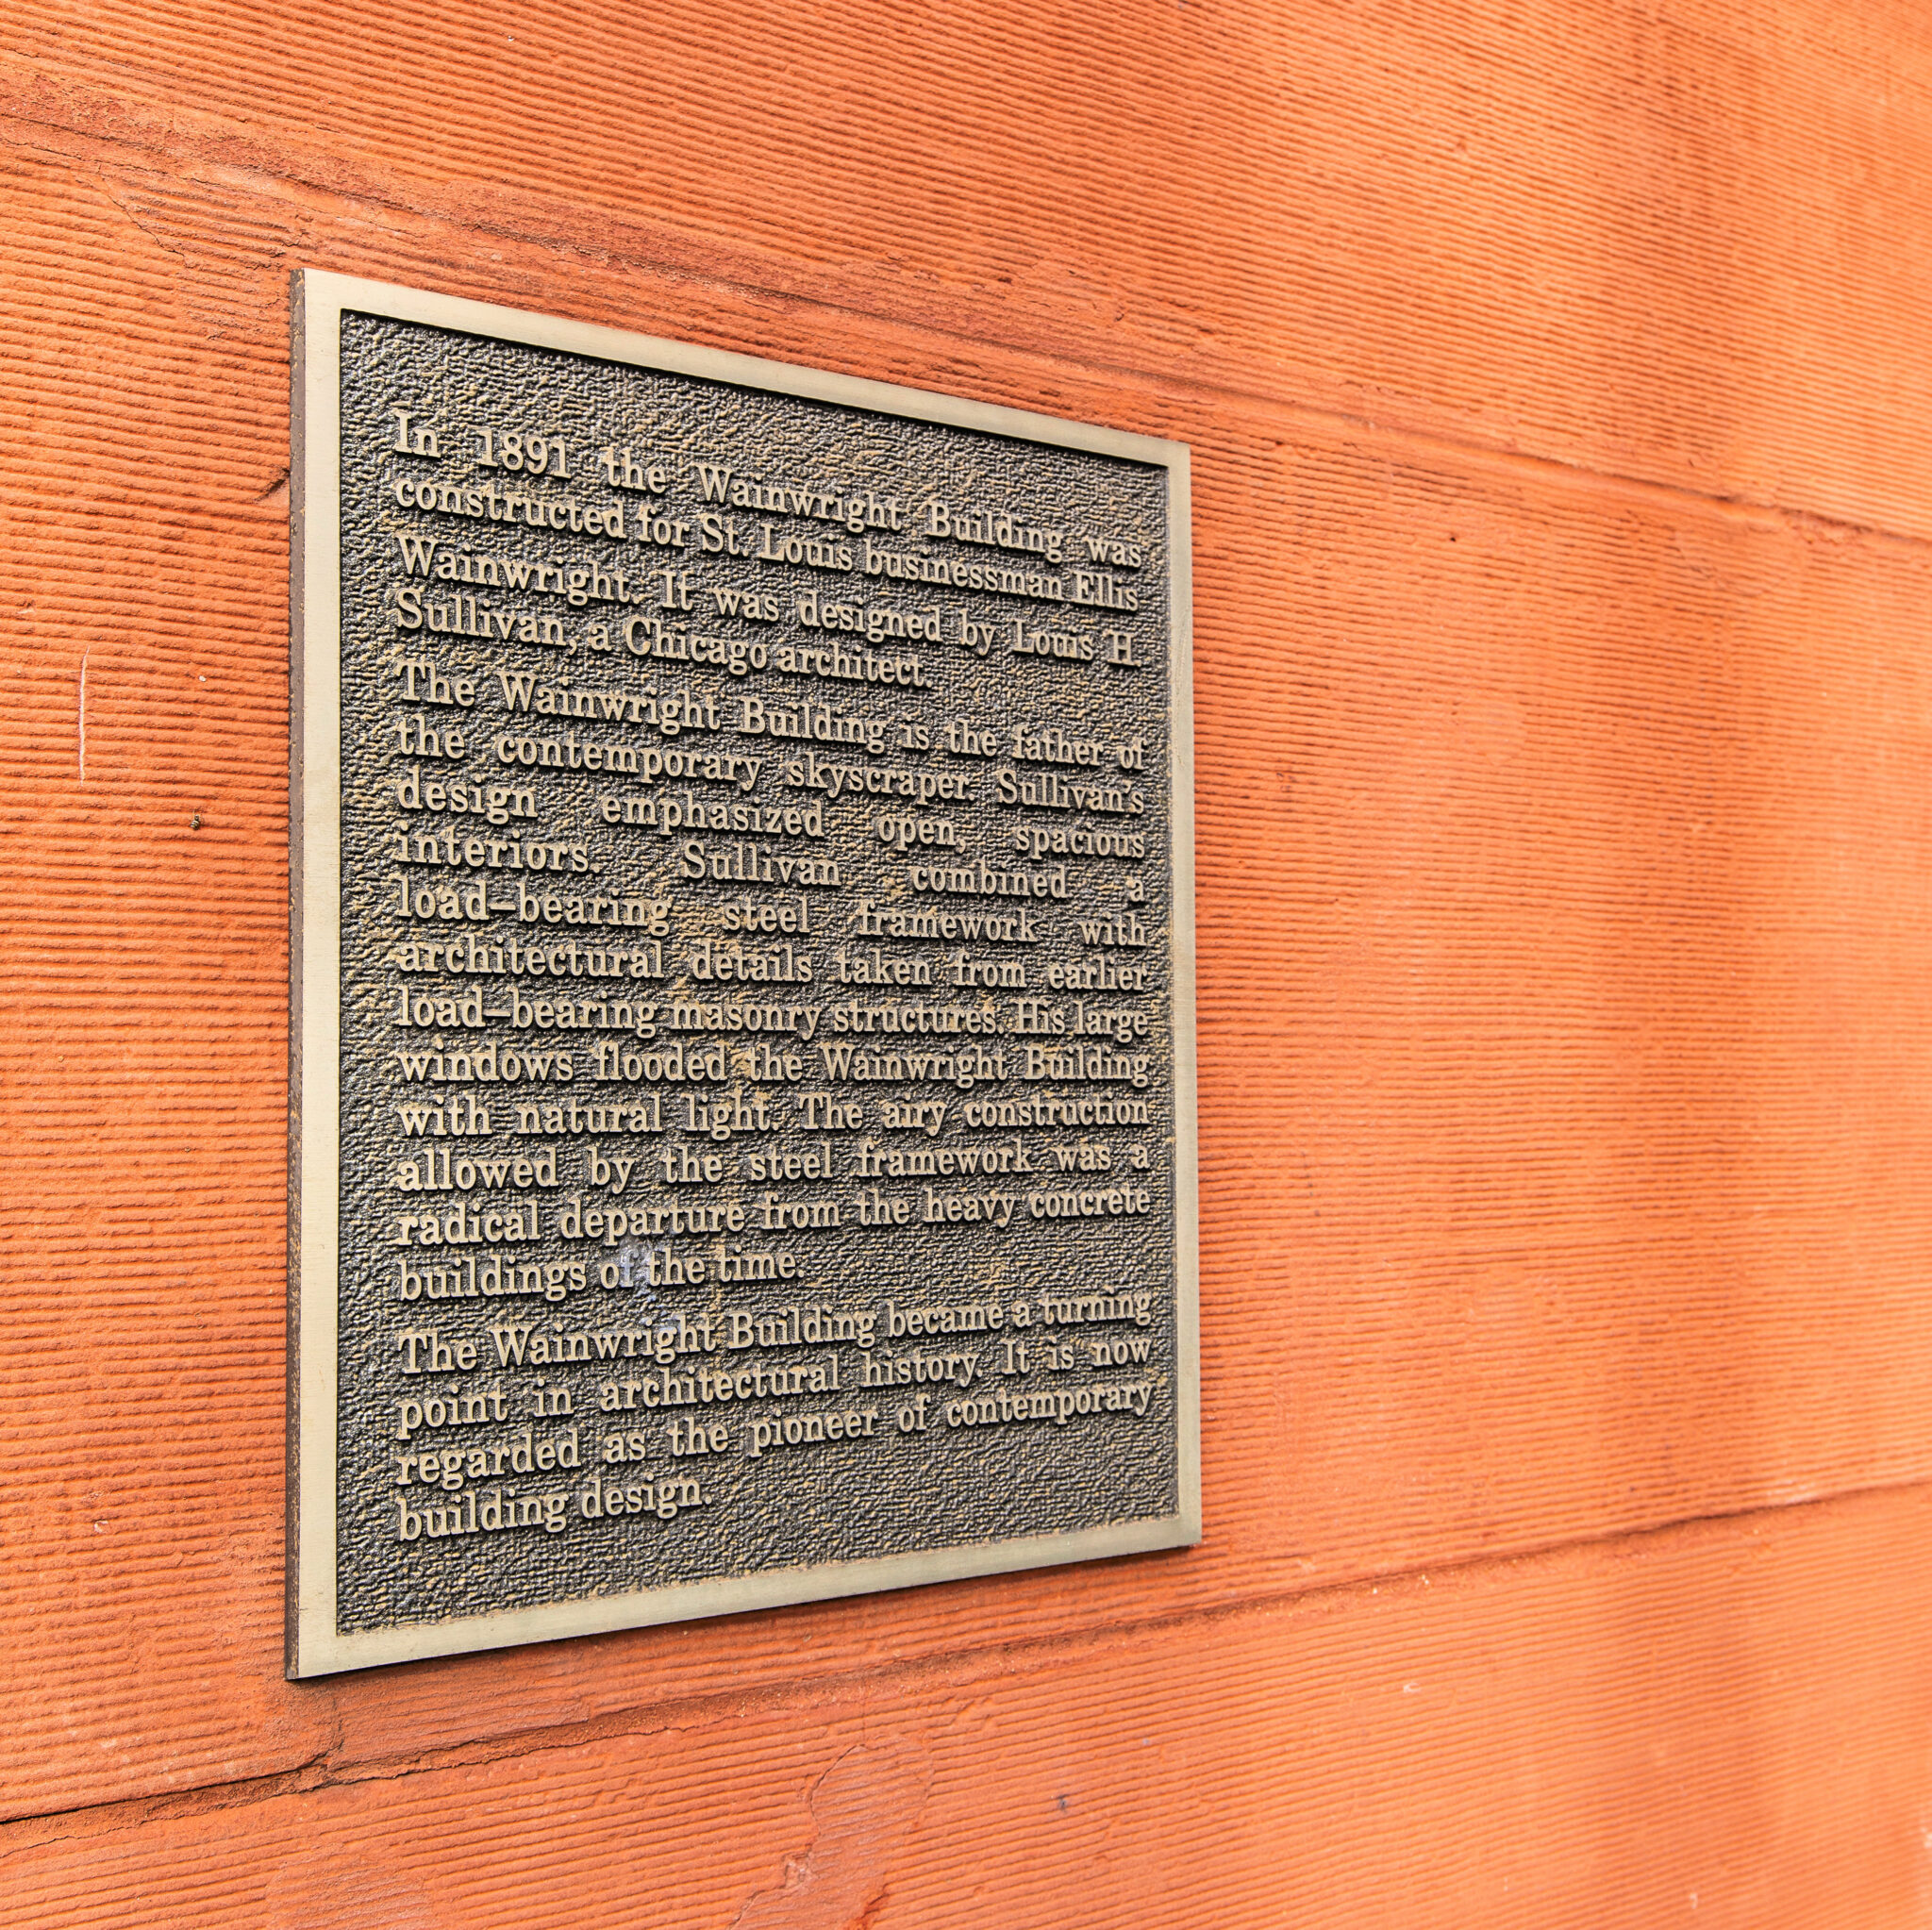 In 1891 the Wainwright Building was
constructed for St. Louis businessman Ellis
Wainwright. It was designed by Louis H.
Sullivan, a Chicago architect.
The Wainwright Building is the father of
the contemporary skyscraper. Sullivan's
design emphasized open, spacious
interiors. Sullivan combined a
load-bearing steel framework with
architectural details taken from earlier
load-bearing masonry structures. His large
windows flooded the Wainwright Building
with natural light. The airy construction
allowed by the steel framework was a
radical departure from the heavy concrete
buildings of the time.
The Wainwright Building became a turning
point in architectural history. It is now
regarded as the pioneer of contemporary
building design.